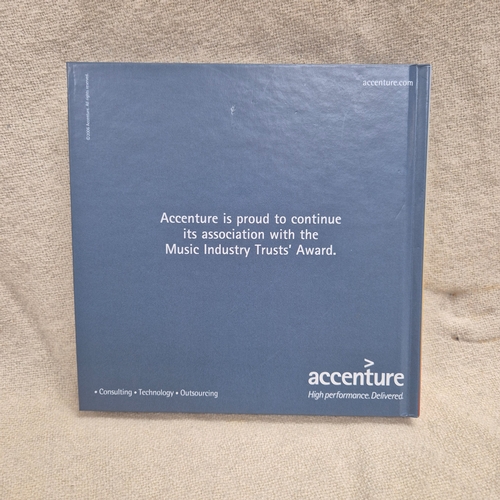 accenture.com
Accenture is proud to continue
its association with the
Music Industry Trusts' Award.
>
accenture
• Consulting • Technology • Outsourcing
High performance. Delivered.